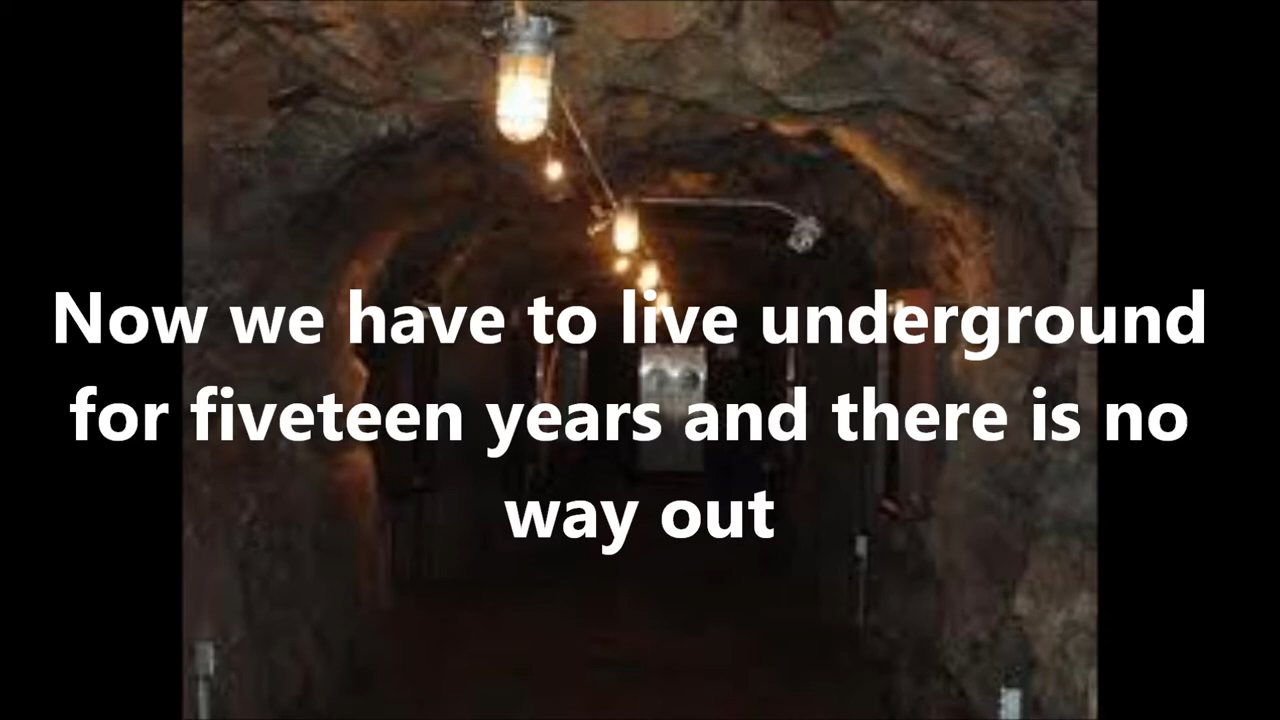 Now we have to live underground
for fiveteen years and there is no
way out